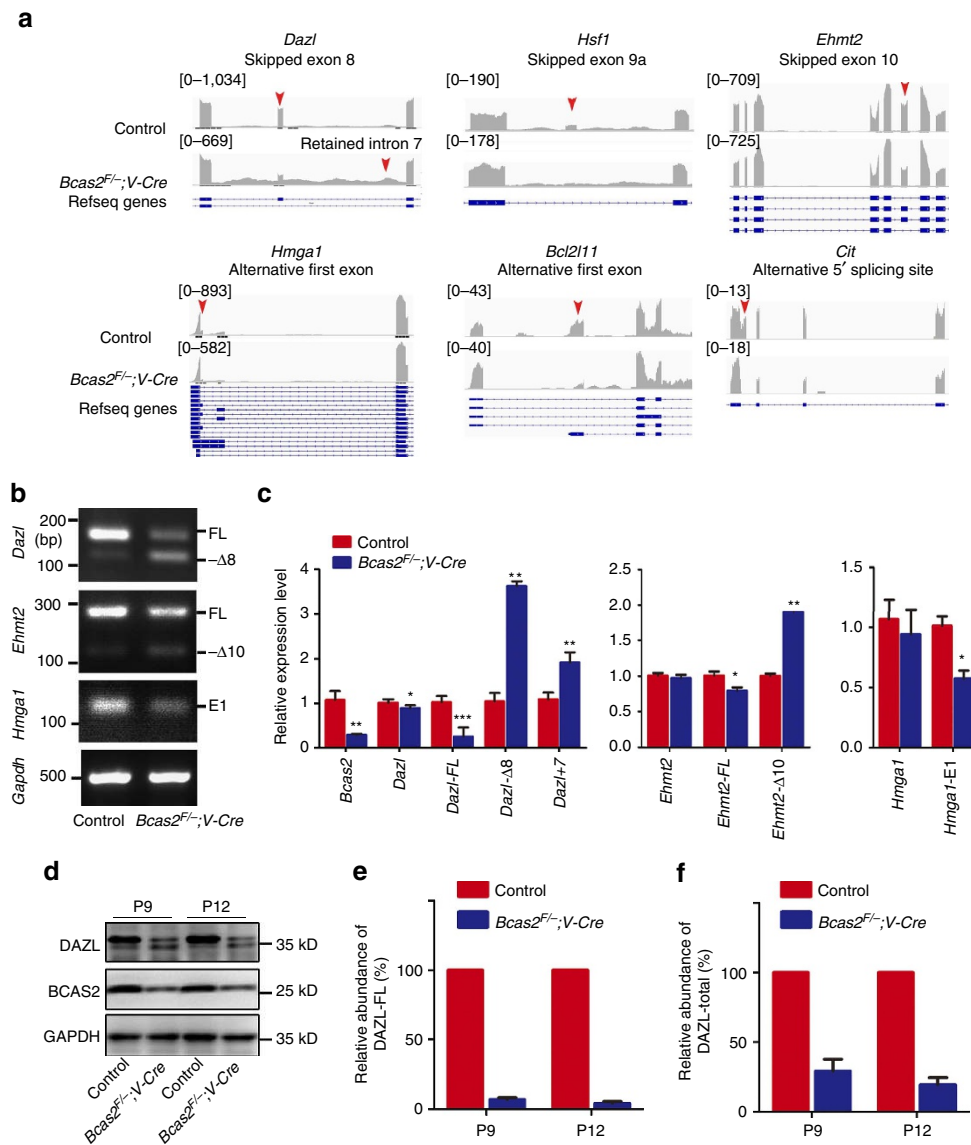 a
Dazl
Skipped exon 8
Hsf1
Skipped exon 9a
Ehmt2
Skipped exon 10
[0–1,034]
[0–190]
[0–709]
Control
[0–669]
Retained intron 7
[0–178]
[0–725]
Bcas2F/–;V-Cre
Refseq genes
Hmga1
Alternative first exon
Bcl2l11
Alternative first exon
Cit
Alternative 5′ splicing site
[0–893]
[0–43]
[0–13]
Control
[0–582]
[0–40]
[0–18]
Bcas2F/–;V-Cre
Refseq genes
b
Dazl
200
(bp)
100
FL
–Δ8
Ehmt2
300
100
FL
–Δ10
Hmga1
100
E1
Gapdh
500
Control
Bcas2F/–;V-Cre
c
Control
Bcas2F/–;V-Cre
Relative expression level
4
3
2
1
0
**
*
***
**
**
Bcas2
Dazl
Dazl-FL
Dazl-Δ8
Dazl+7
2.5
2.0
1.5
1.0
0.5
0.0
*
**
Ehmt2
Ehmt2-FL
Ehmt2-Δ10
1.5
1.0
0.5
0.0
*
Hmga1
Hmga1-E1
d
P9
P12
DAZL
35 kD
BCAS2
25 kD
GAPDH
35 kD
Control
Bcas2F/–;V-Cre
Control
Bcas2F/–;V-Cre
e
Control
Bcas2F/–;V-Cre
Relative abundance of
DAZL-FL (%)
100
50
0
P9
P12
f
Control
Bcas2F/–;V-Cre
Relative abundance of
DAZL-total (%)
100
50
0
P9
P12